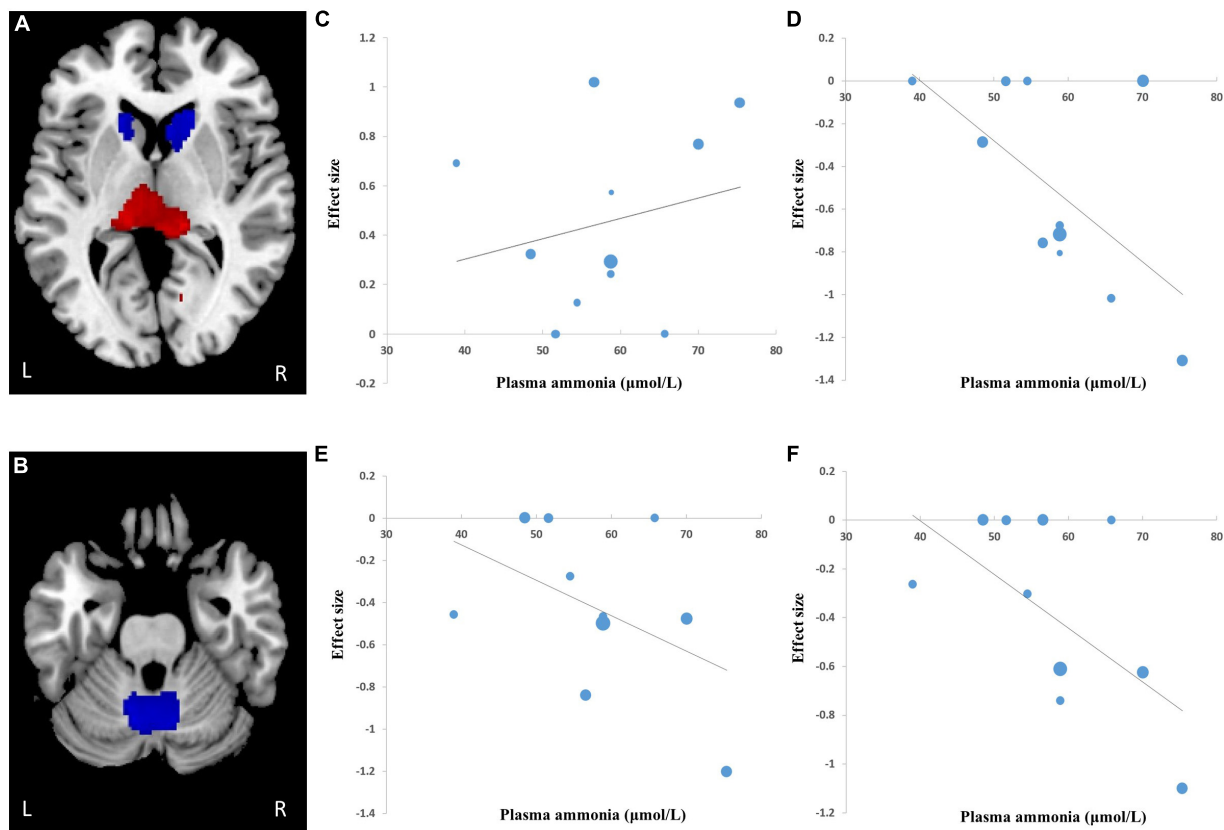 A
L
R
C
1.2
1
0.8
0.6
0.4
0.2
0
-0.2
30 40 50 60 70 80
Effect size
Plasma ammonia (μmol/L)
D
0.2
0
-0.2
-0.4
-0.6
-0.8
-1
-1.2
-1.4
30 40 50 60 70 80
Effect size
Plasma ammonia (μmol/L)
B
L
R
E
0.2
0
-0.2
-0.4
-0.6
-0.8
-1
-1.2
-1.4
30 40 50 60 70 80
Effect size
Plasma ammonia (μmol/L)
F
0.2
0
-0.2
-0.4
-0.6
-0.8
-1
-1.2
30 40 50 60 70 80
Effect size
Plasma ammonia (μmol/L)